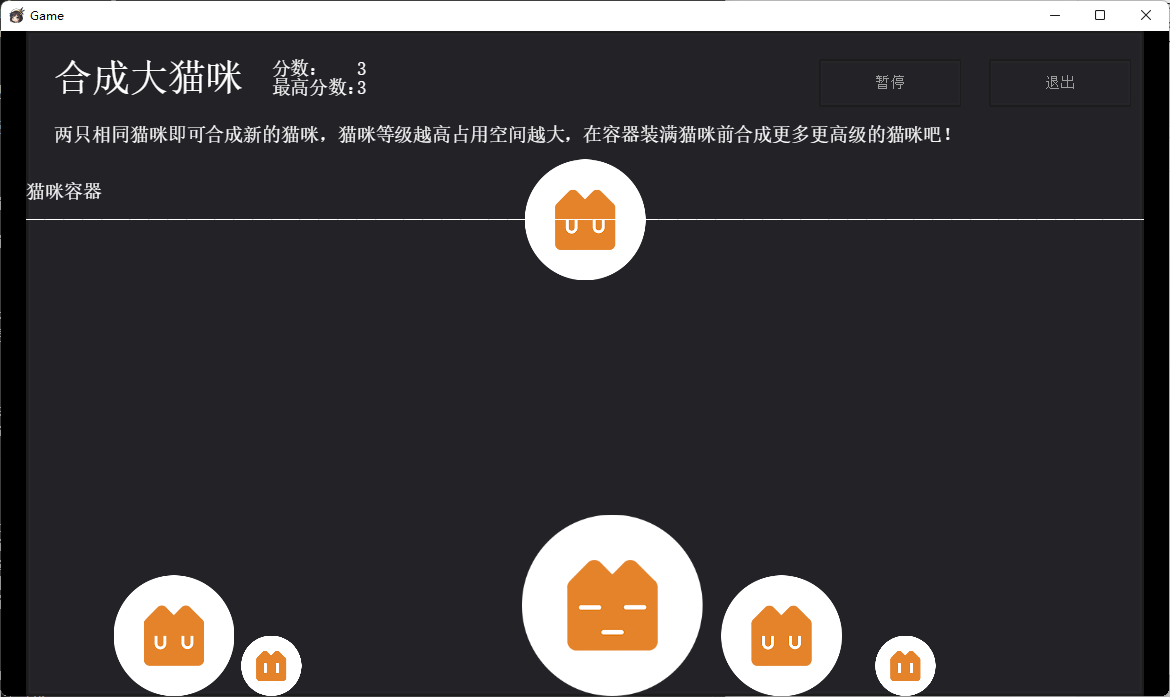 Game
合成大猫咪
分数: 3
最高分数:3
暂停
退出
两只相同猫咪即可合成新的猫咪，猫咪等级越高占用空间越大，在容器装满猫咪前合成更多更高级的猫咪吧！
猫咪容器